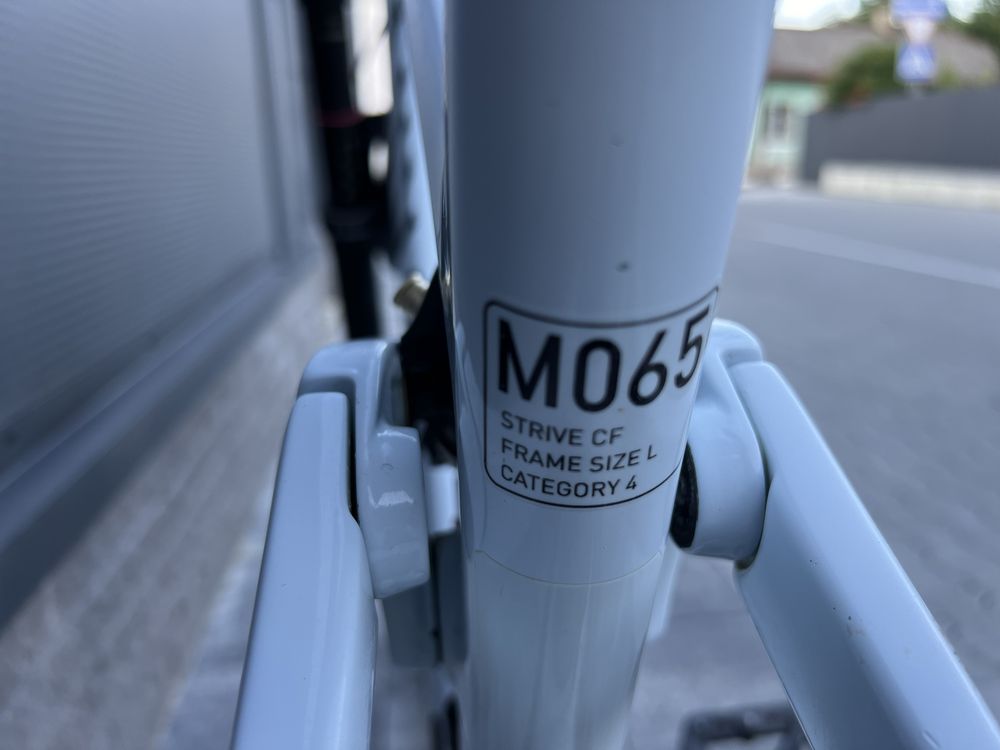 M065
STRIVE CF
FRAME SIZE L
CATEGORY 4